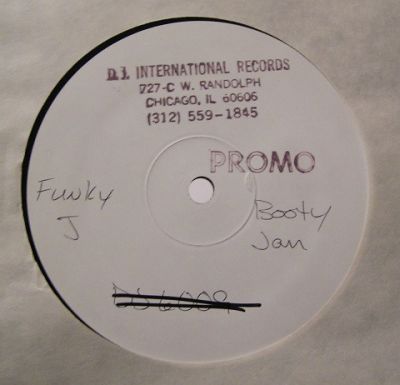 D.J. INTERNATIONAL RECORDS
727-C W. RANDOLPH
CHICAGO, IL 60606
(312) 559-1845
PROMO
Funky
J
Booty
Jam